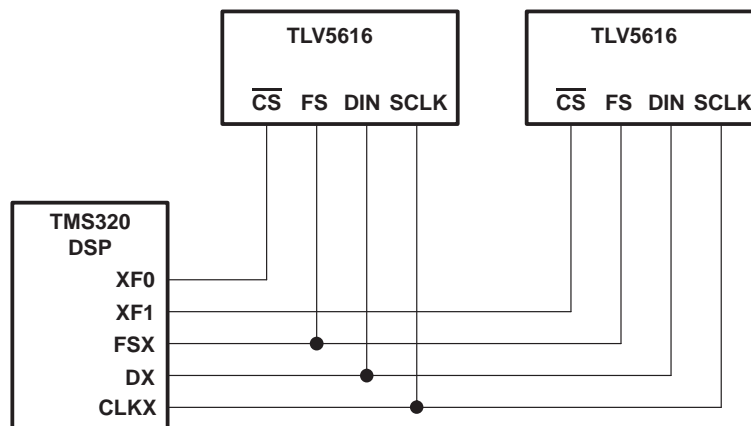 TLV5616
CS FS DIN SCLK
TLV5616
CS FS DIN SCLK
TMS320
DSP
XF0
XF1
FSX
DX
CLKX